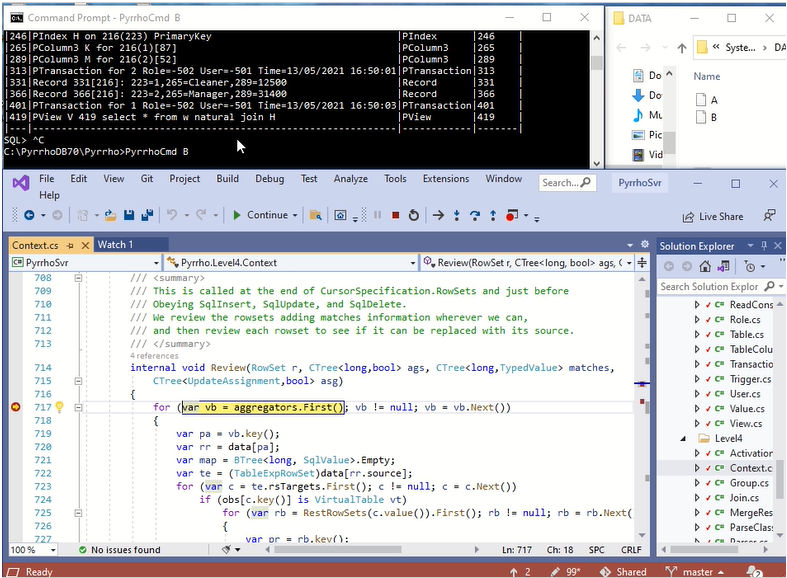 Command Prompt - PyrrhoCmd B
|246|PIndex H on 216(223) PrimaryKey |PIndex |246 |
|265|PColumn3 K for 216(1)[87] |PColumn3 |265 |
|289|PColumn3 M for 216(2)[52] |PColumn3 |289 |
|313|PTransaction for 2 Role=-502 User=-501 Time=13/05/2021 16:50:01|PTransaction|313 |
|331|Record 331[216]: 223=1,265=Cleaner,289=12500 |Record |331 |
|366|Record 366[216]: 223=2,265=Manager,289=31400 |Record |366 |
|401|PTransaction for 1 Role=-502 User=-501 Time=13/05/2021 16:50:03|PTransaction|401 |
|419|PView V 419 select * from w natural join H |PView |419 |
|---|----------------------------------------------------------------|------------|-------|
SQL> ^C
C:\PyrrhoDB70\Pyrrho>PyrrhoCmd B
DATA
« Syste... > DA
Name
Do
A
Do
B
Mu
Pic
Vid
File Edit View Git Project Build Debug Test Analyze Tools Extensions Window
Help
Search...
PyrrhoSvr
Continue
Live Share
Context.cs
Watch 1
PyrrhoSvr
Pyrrho.Level4.Context
Review(RowSet r, CTree<long, bool> ags, C
708 /// <summary>
709 /// This is called at the end of CursorSpecification.RowSets and just before
710 /// Obeying SqlInsert, SqlUpdate, and SqlDelete.
711 /// We review the rowsets adding matches information wherever we can,
712 /// and then review each rowset to see if it can be replaced with its source.
713 /// </summary>
4 references
714 internal void Review(RowSet r, CTree<long,bool> ags, CTree<long,TypedValue> matches,
715 CTree<UpdateAssignment,bool> asg)
716 {
717 for (var vb = aggregators.First(); vb != null; vb = vb.Next())
718 {
719 var pa = vb.key();
720 var rr = data[pa];
721 var map = BTree<long, SqlValue>.Empty;
722 var te = (TableExpRowSet)data[rr.source];
723 for (var c = te.rsTargets.First(); c != null; c = c.Next())
724 if (obs[c.key()] is VirtualTable vt)
725 for (var rb = RestRowSets(c.value()).First(); rb != null; rb = rb.Next(
726 {
727 var pr = rb.key();
100 %
No issues found
Ln: 717 Ch: 18 SPC CRLF
Solution Explorer
Search Solution Explor
C# ReadCons
C# Role.cs
C# Table.cs
C# TableColu
C# Transactio
C# Trigger.cs
C# User.cs
C# Value.cs
C# View.cs
Level4
C# Activation
C# Context.c
C# Group.cs
C# Join.cs
C# MergeRes
C# ParseClas
C# Parser.cs
Ready
2
99*
Shared
master
2